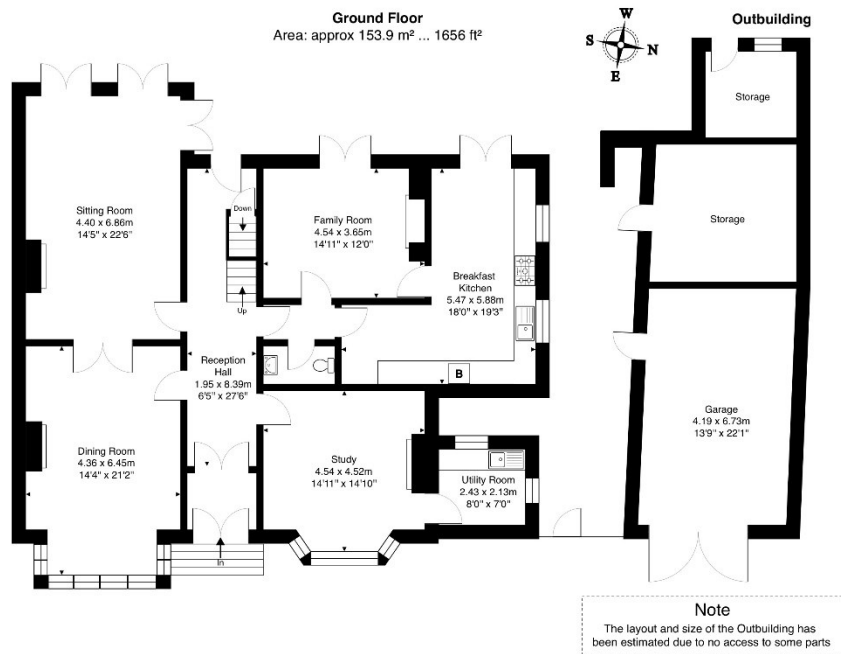 Ground Floor
Area: approx 153.9 m² ... 1656 ft²
W
S
N
E
Outbuilding
Storage
Storage
Sitting Room
4.40 x 6.86m
14'5" x 22'6"
Down
Up
Family Room
4.54 x 3.65m
14'11" x 12'0"
Breakfast
Kitchen
5.47 x 5.88m
18'0" x 19'3"
B
Reception
Hall
1.95 x 8.39m
6'5" x 27'6"
Dining Room
4.36 x 6.45m
14'4" x 21'2"
Study
4.54 x 4.52m
14'11" x 14'10"
Utility Room
2.43 x 2.13m
8'0" x 7'0"
Garage
4.19 x 6.73m
13'9" x 22'1"
In
Note
The layout and size of the Outbuilding has
been estimated due to no access to some parts